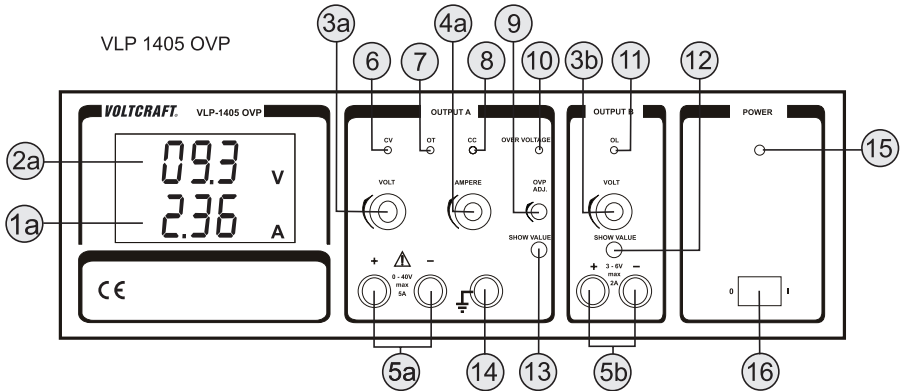 VLP 1405 OVP
3a
4a
9
6
7
8
10
3b
11
12
VOLTCRAFT®
VLP-1405 OVP
OUTPUT A
OUTPUT B
POWER
CV
OT
CC
OVER VOLTAGE
OL
15
2a
09.3 V
VOLT
AMPERE
OVP
ADJ.
VOLT
1a
2.36 A
SHOW VALUE
SHOW VALUE
+
−
0 - 40V
max
5A
+
−
3 - 6V
max
2A
CE
0
I
5a
14
13
5b
16